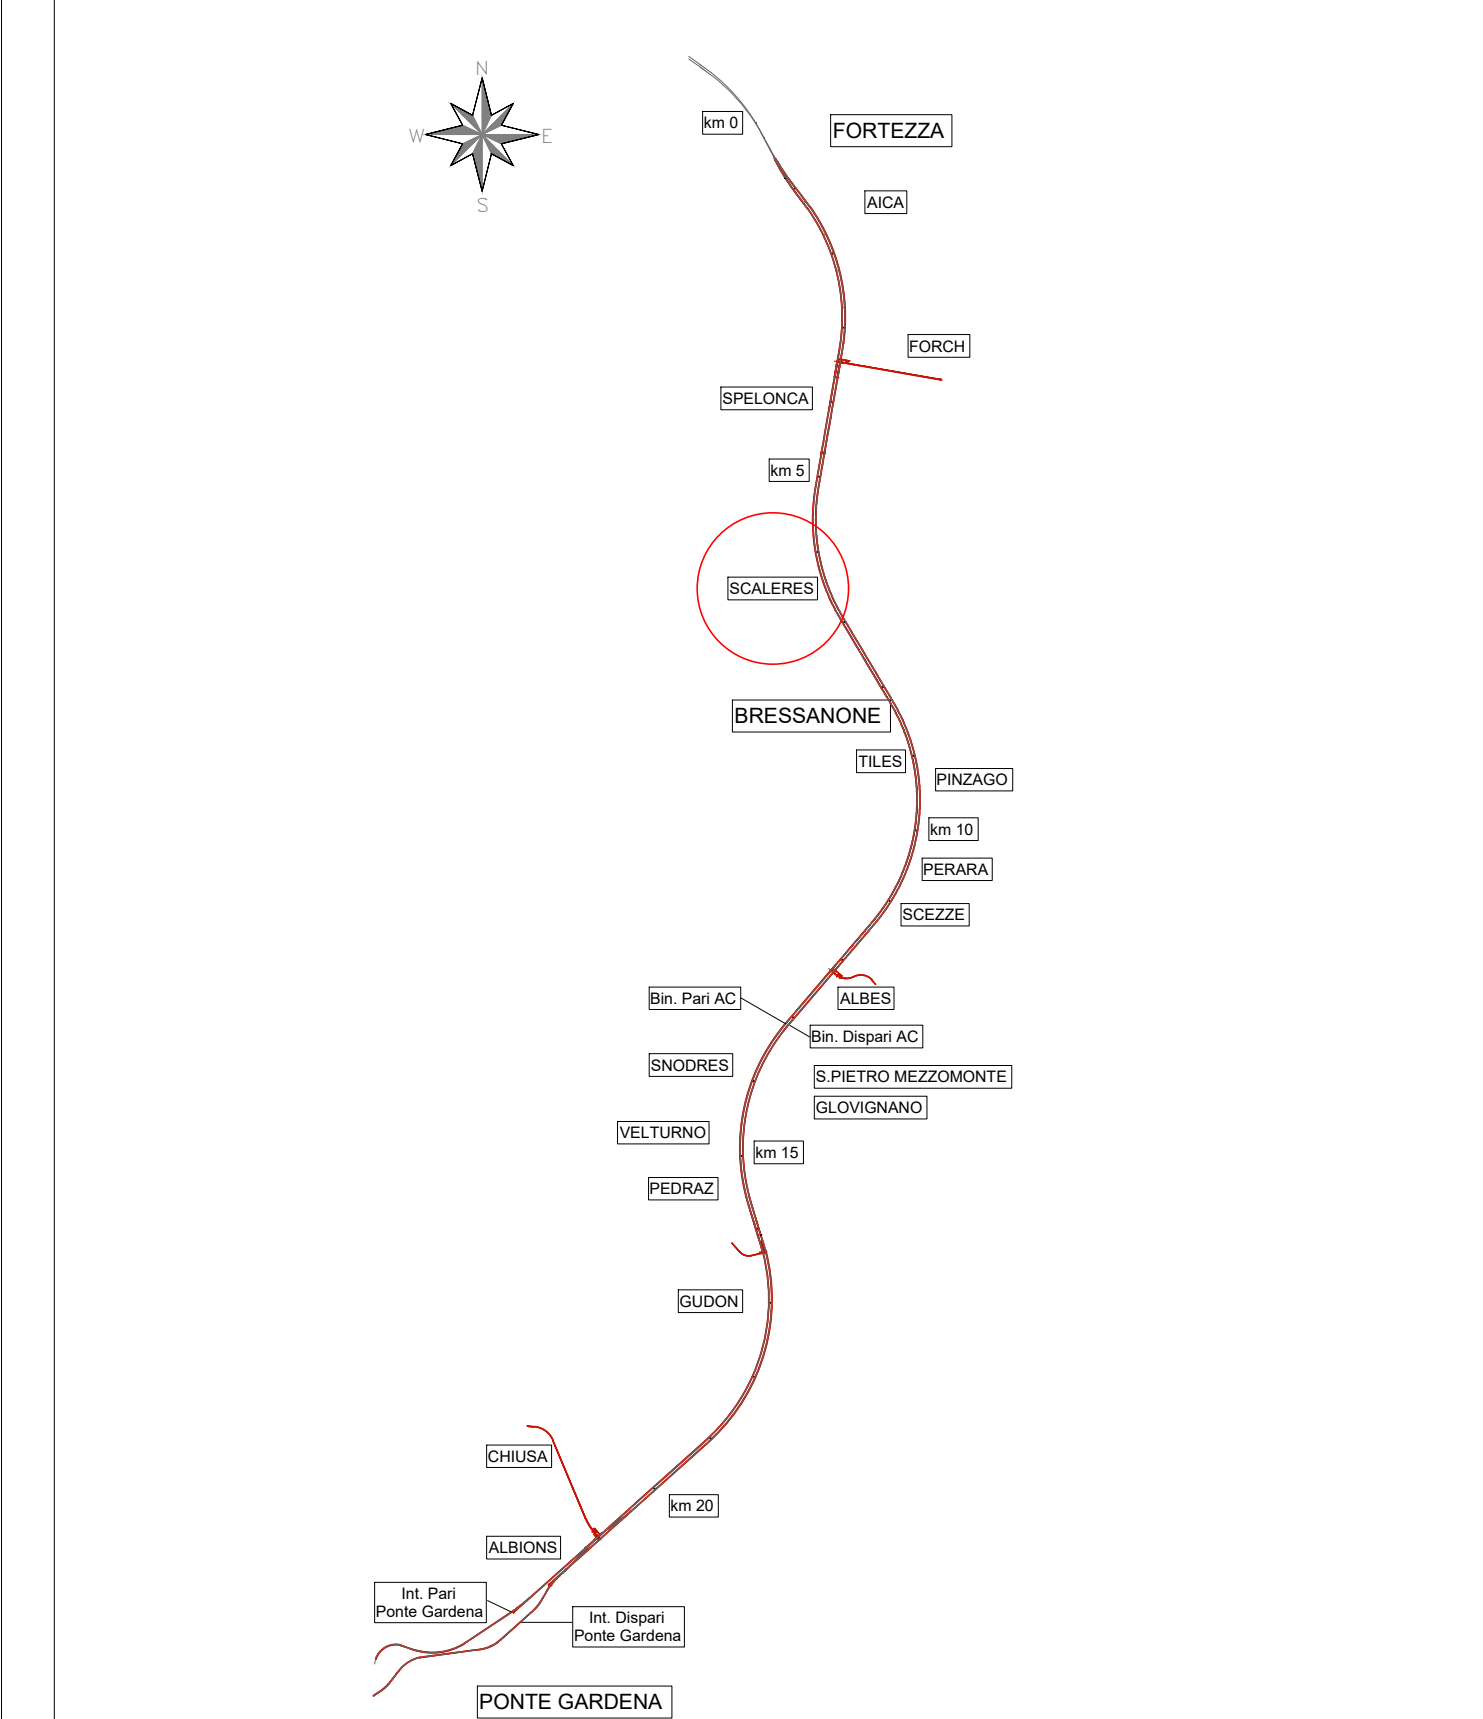 N
km 0
FORTEZZA
W
E
S
AICA
FORCH
SPELONCA
km 5
SCALERES
BRESSANONE
TILES
PINZAGO
km 10
PERARA
SCEZZE
Bin. Pari AC
ALBES
Bin. Dispari AC
SNODRES
S.PIETRO MEZZOMONTE
GLOVIGNANO
VELTURNO
km 15
PEDRAZ
GUDON
CHIUSA
km 20
ALBIONS
Int. Pari
Ponte Gardena
Int. Dispari
Ponte Gardena
PONTE GARDENA